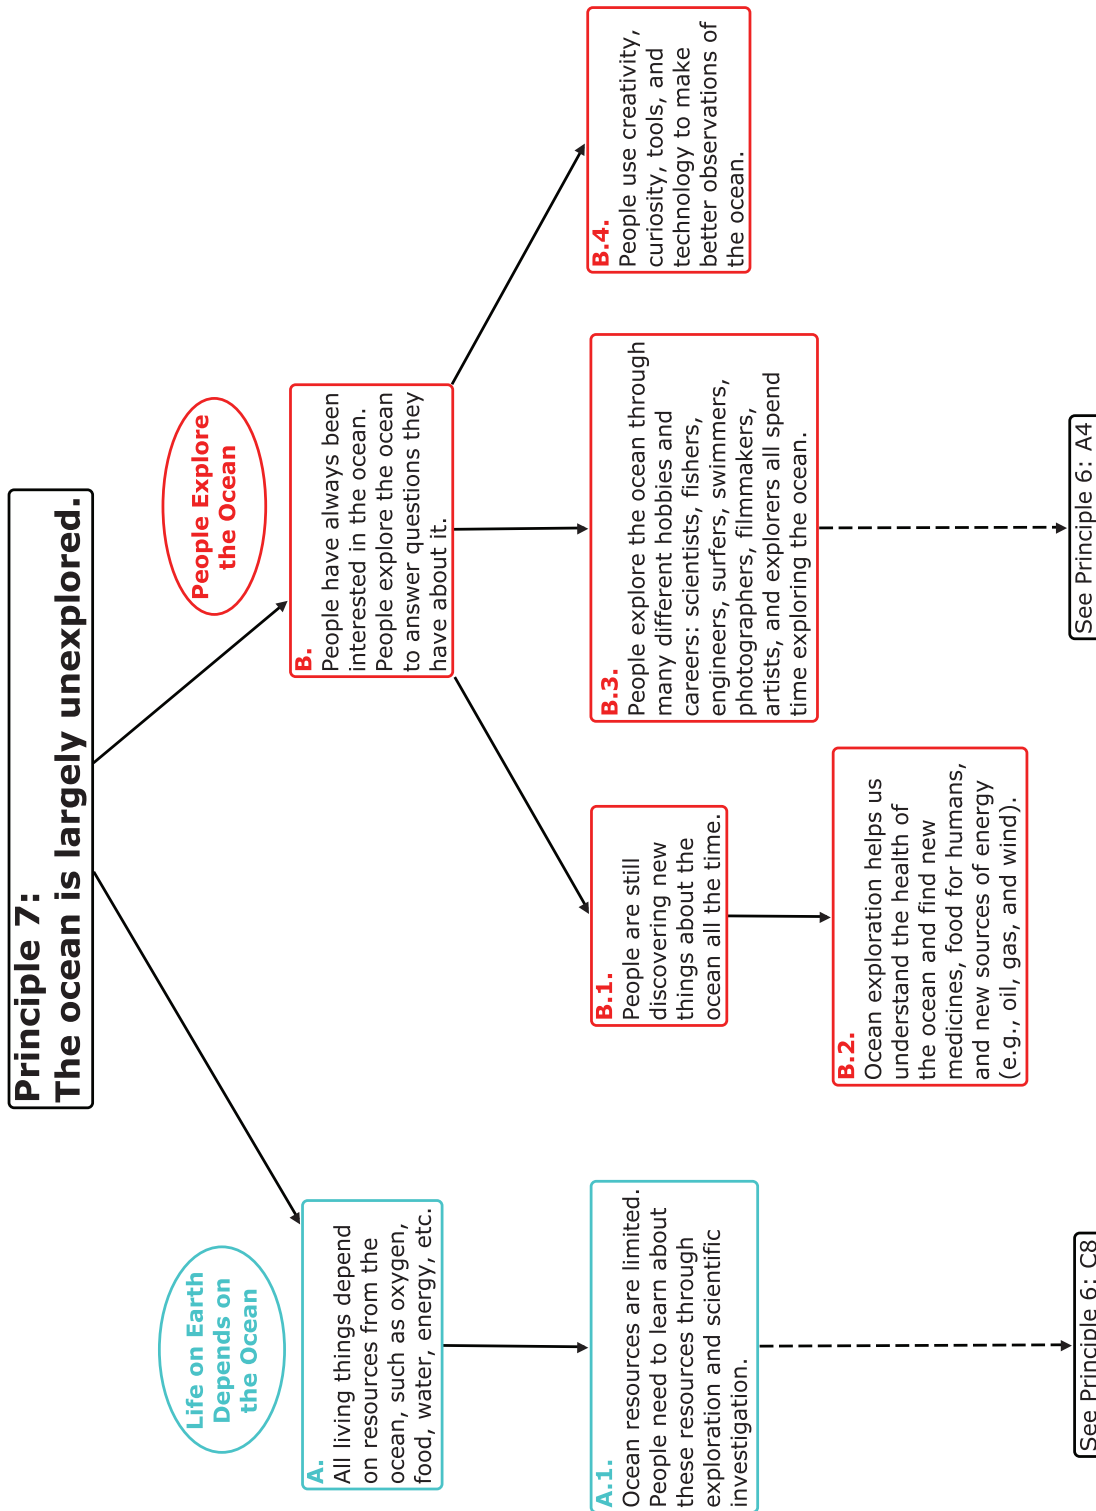 Principle 7:
The ocean is largely unexplored.
Life on Earth
Depends on
the Ocean
A.
All living things depend
on resources from the
ocean, such as oxygen,
food, water, energy, etc.
A.1.
Ocean resources are limited.
People need to learn about
these resources through
exploration and scientific
investigation.
See Principle 6: C8
People Explore
the Ocean
B.
People have always been
interested in the ocean.
People explore the ocean
to answer questions they
have about it.
B.1.
People are still
discovering new
things about the
ocean all the time.
B.2.
Ocean exploration helps us
understand the health of
the ocean and find new
medicines, food for humans,
and new sources of energy
(e.g., oil, gas, and wind).
B.3.
People explore the ocean through
many different hobbies and
careers: scientists, fishers,
engineers, surfers, swimmers,
photographers, filmmakers,
artists, and explorers all spend
time exploring the ocean.
See Principle 6: A4
B.4.
People use creativity,
curiosity, tools, and
technology to make
better observations of
the ocean.